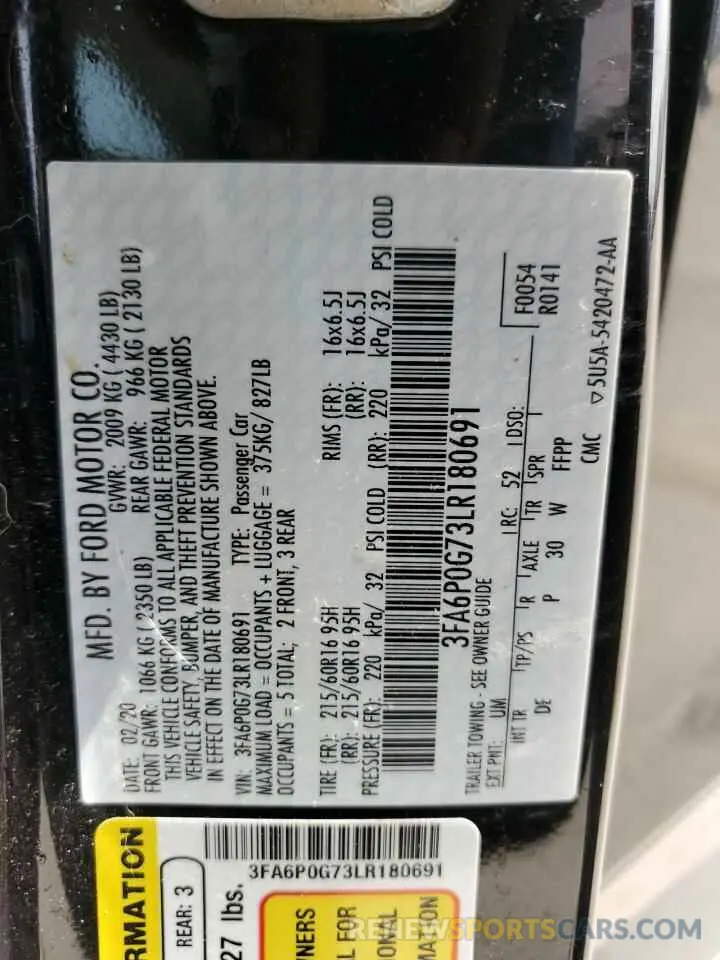 MFD. BY FORD MOTOR CO.
DATE: 02/20 GVWR: 2009 KG ( 4430 LB)
FRONT GAWR: 1066 KG ( 2350 LB) REAR GAWR: 966 KG ( 2130 LB)
THIS VEHICLE CONFORMS TO ALL APPLICABLE FEDERAL MOTOR
VEHICLE SAFETY, BUMPER, AND THEFT PREVENTION STANDARDS
IN EFFECT ON THE DATE OF MANUFACTURE SHOWN ABOVE.
VIN: 3FA6P0G73LR180691 TYPE: Passenger Car
MAXIMUM LOAD = OCCUPANTS + LUGGAGE = 375KG/ 827LB
OCCUPANTS = 5 TOTAL; 2 FRONT, 3 REAR
TIRE (FR): 215/60R16 95H RIMS (FR): 16x6.5J
(RR): 215/60R16 95H (RR): 16x6.5J
PRESSURE (FR): 220 kPa/ 32 PSI COLD (RR): 220 kPa/ 32 PSI COLD
3FA6P0G73LR180691
TRAILER TOWING - SEE OWNER GUIDE F0054
EXT PNT: UM RC: 52 DSO: R0141
INT TR TP/PS R AXLE TR SPR
DE P 30 W FFPP
CMC ▽5U5A-5420472-AA
3FA6P0G73LR180691
RMATION
REAR: 3
27 lbs.
NERS
L FOR
ONAL
MATION
RENEWSPORTSCAR.COM